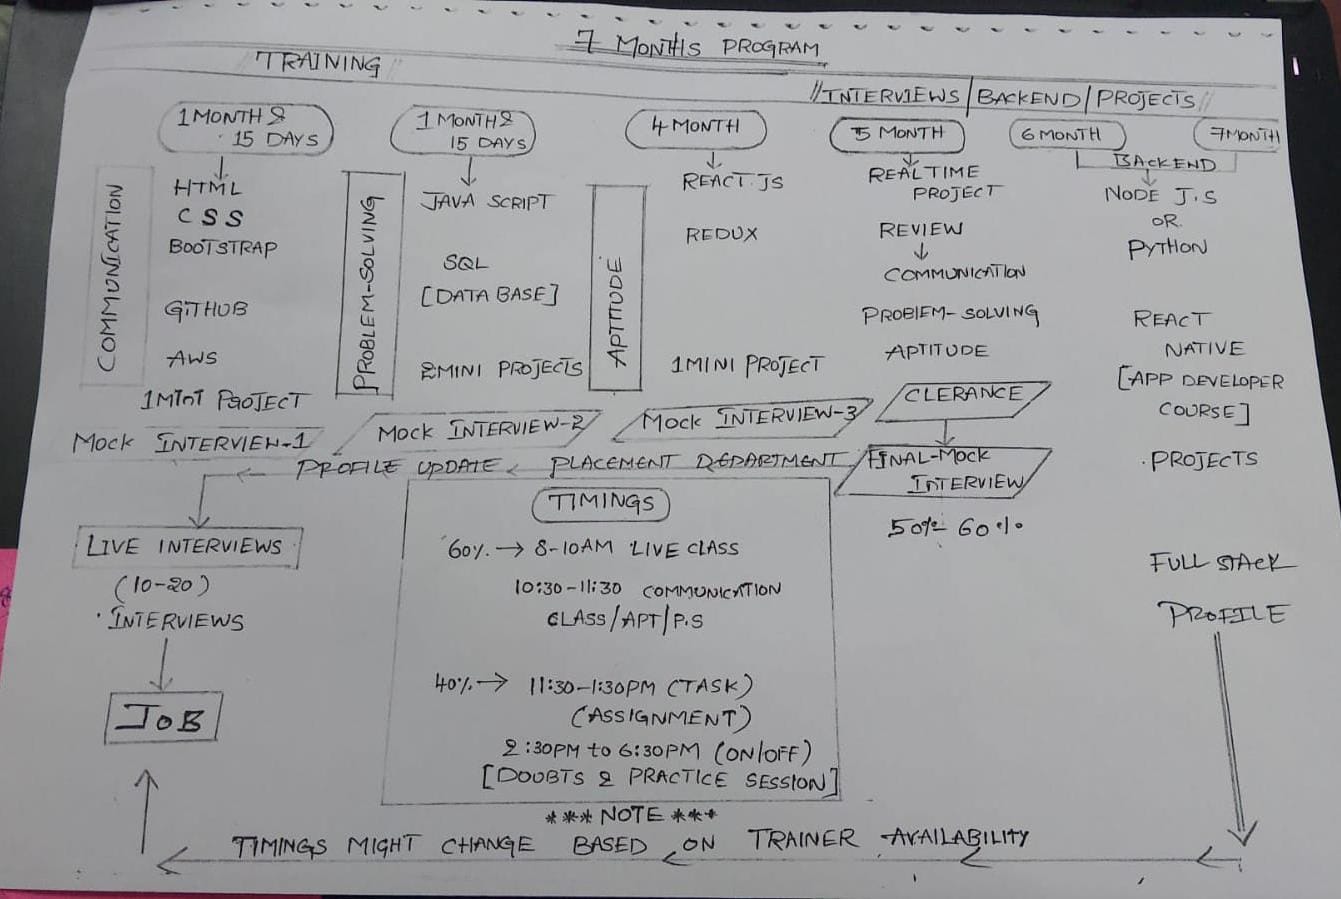 7 MONTHS PROGRAM
TRAINING
//INTERVIEWS/BACKEND/PROJECTS//
1 MONTH &
15 DAYS
HTML
CSS
BOOTSTRAP
GITHUB
AWS
1 MINI PROJECT
COMMUNICATION
MOCK INTERVIEW-1
1 MONTH &
15 DAYS
JAVA SCRIPT
SQL
[DATA BASE]
2 MINI PROJECTS
PROBLEM-SOLVING
MOCK INTERVIEW-2
4 MONTH
REACT JS
REDUX
1 MINI PROJECT
APTITUDE
MOCK INTERVIEW-3
5 MONTH
REALTIME
PROJECT
REVIEW
COMMUNICATION
PROBLEM-SOLVING
APTITUDE
CLERANCE
FINAL-MOCK
INTERVIEW
50%- 60%
6 MONTH
7 MONTH
BACKEND
NODE J.S
OR
PYTHON
REACT
NATIVE
[APP DEVELOPER
COURSE]
PROJECTS
FULL STACK
PROFILE
PROFILE UPDATE ← PLACEMENT DEPARTMENT
LIVE INTERVIEWS
(10-20)
INTERVIEWS
JOB
TIMINGS
60% → 8-10AM LIVE CLASS
10:30-11:30 COMMUNICATION
CLASS/APT/P.S
40% → 11:30-1:30PM (TASK)
(ASSIGNMENT)
2:30PM to 6:30PM (ON/OFF)
[DOUBTS & PRACTICE SESSION]
*** NOTE ***
TIMINGS MIGHT CHANGE BASED ON TRAINER AVAILABILITY